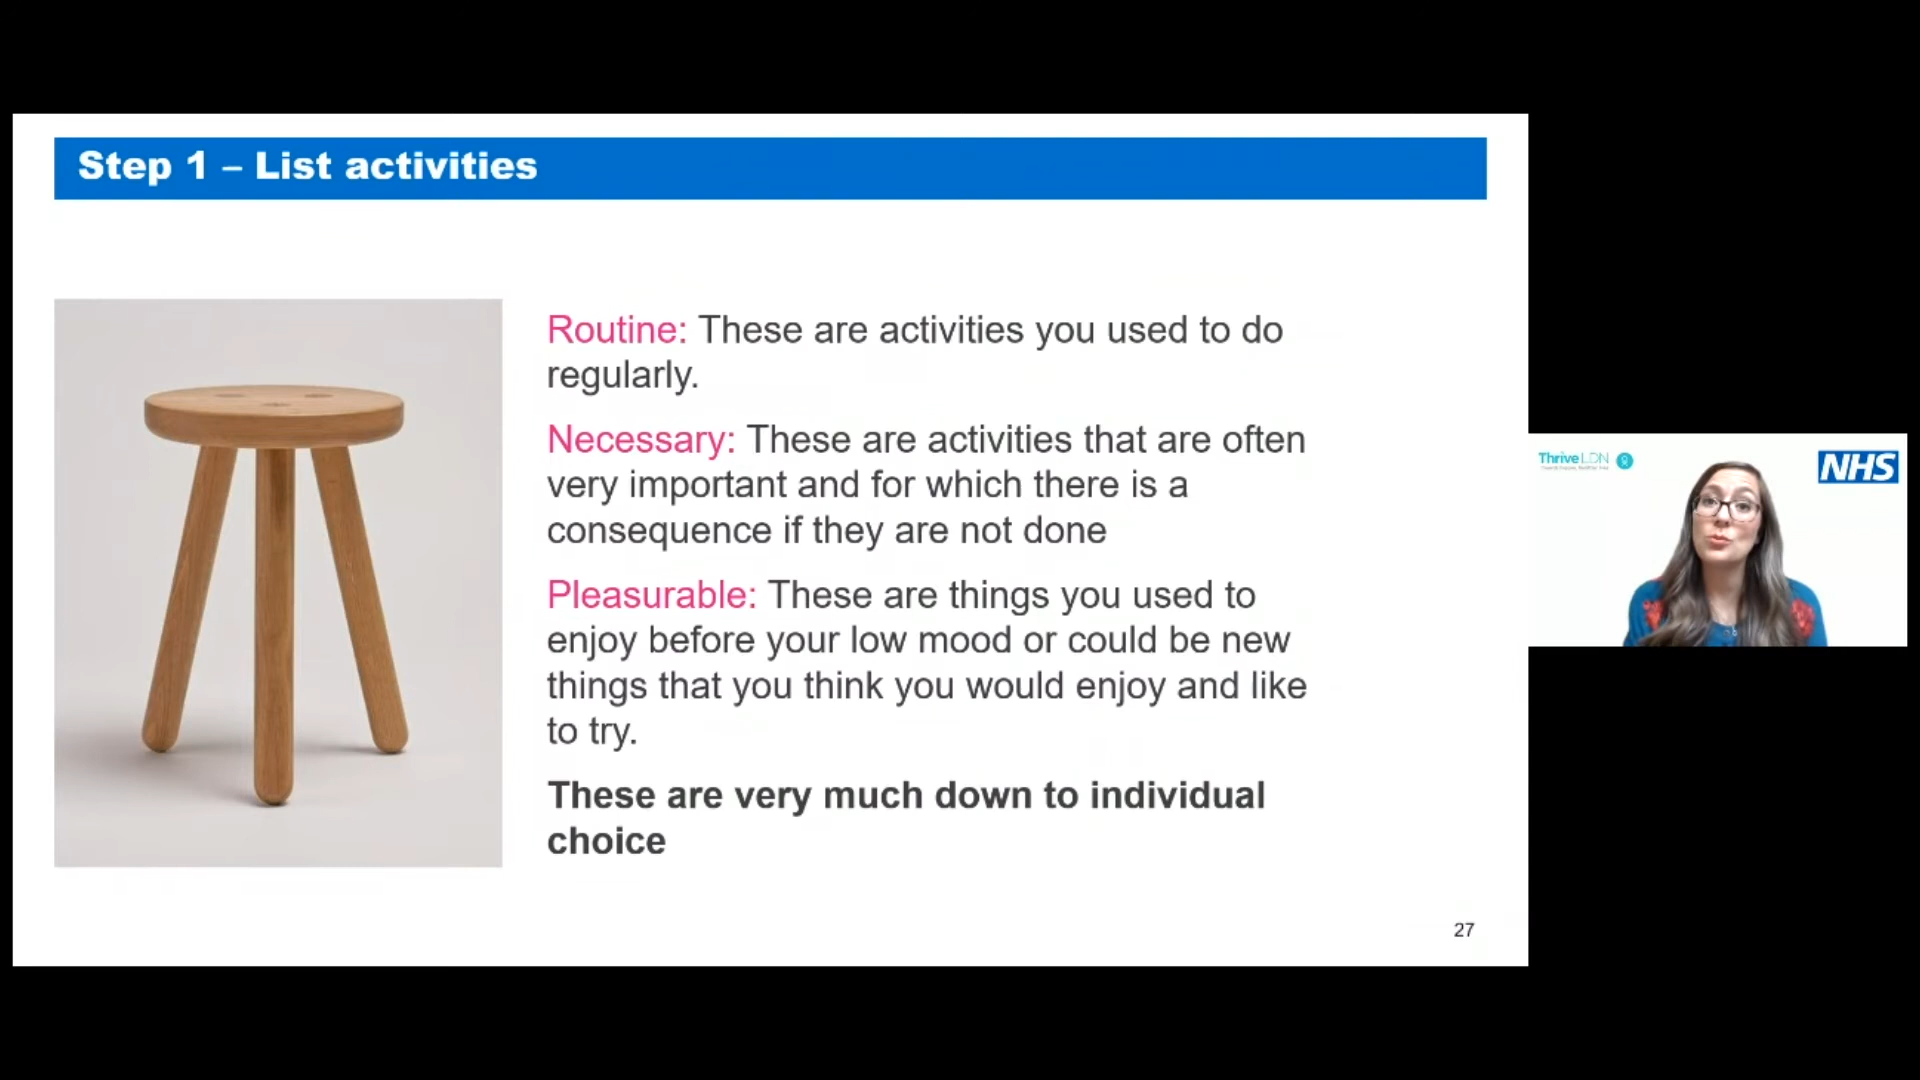 Step 1 – List activities
Routine: These are activities you used to do
regularly.
Necessary: These are activities that are often
very important and for which there is a
consequence if they are not done
Pleasurable: These are things you used to
enjoy before your low mood or could be new
things that you think you would enjoy and like
to try.
These are very much down to individual
choice
27
Thrive LDN
NHS